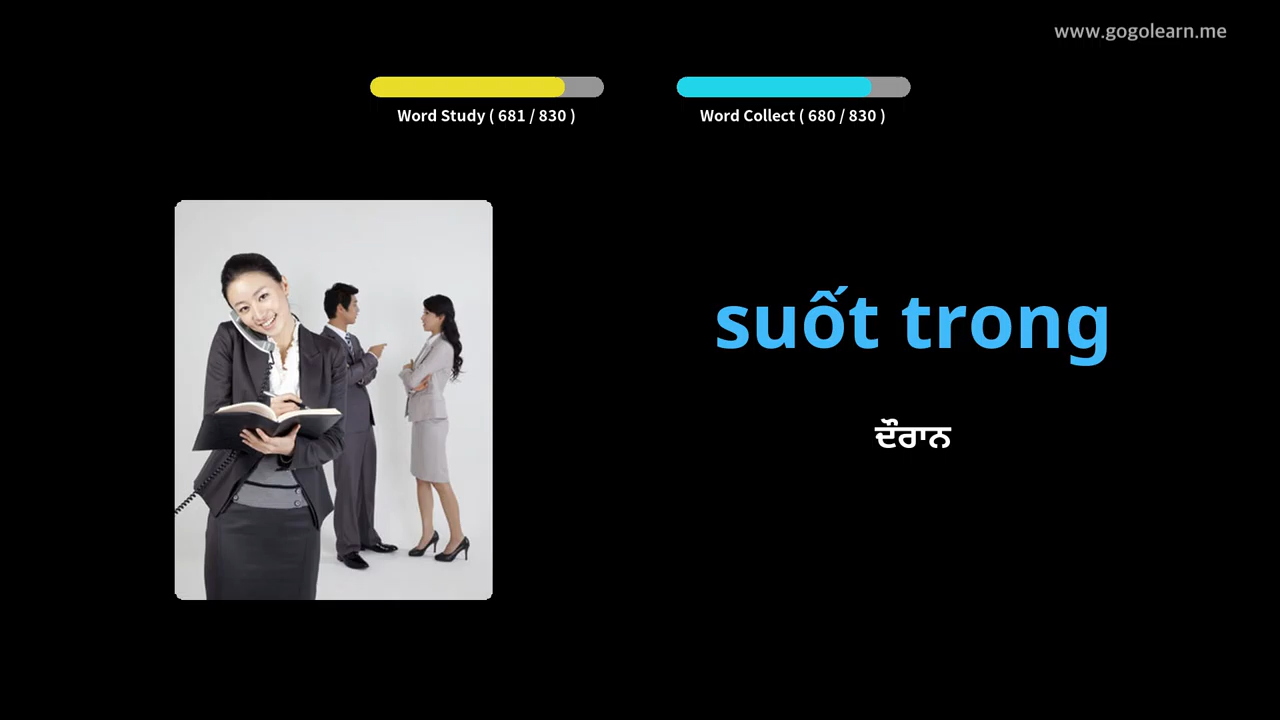 www.gogolearn.me
Word Study ( 681 / 830 )
Word Collect ( 680 / 830 )
suốt trong
ਦੌਰਾਨ